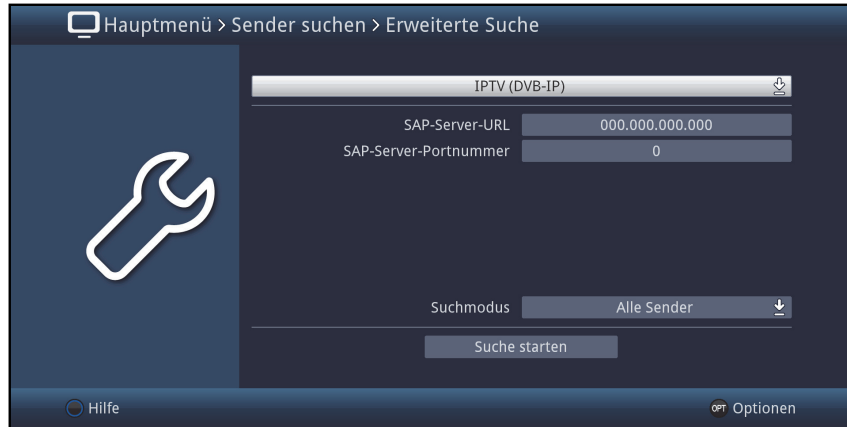 Hauptmenü > Sender suchen > Erweiterte Suche
IPTV (DVB-IP)
SAP-Server-URL 000.000.000.000
SAP-Server-Portnummer 0
Suchmodus Alle Sender
Suche starten
Hilfe OPT Optionen